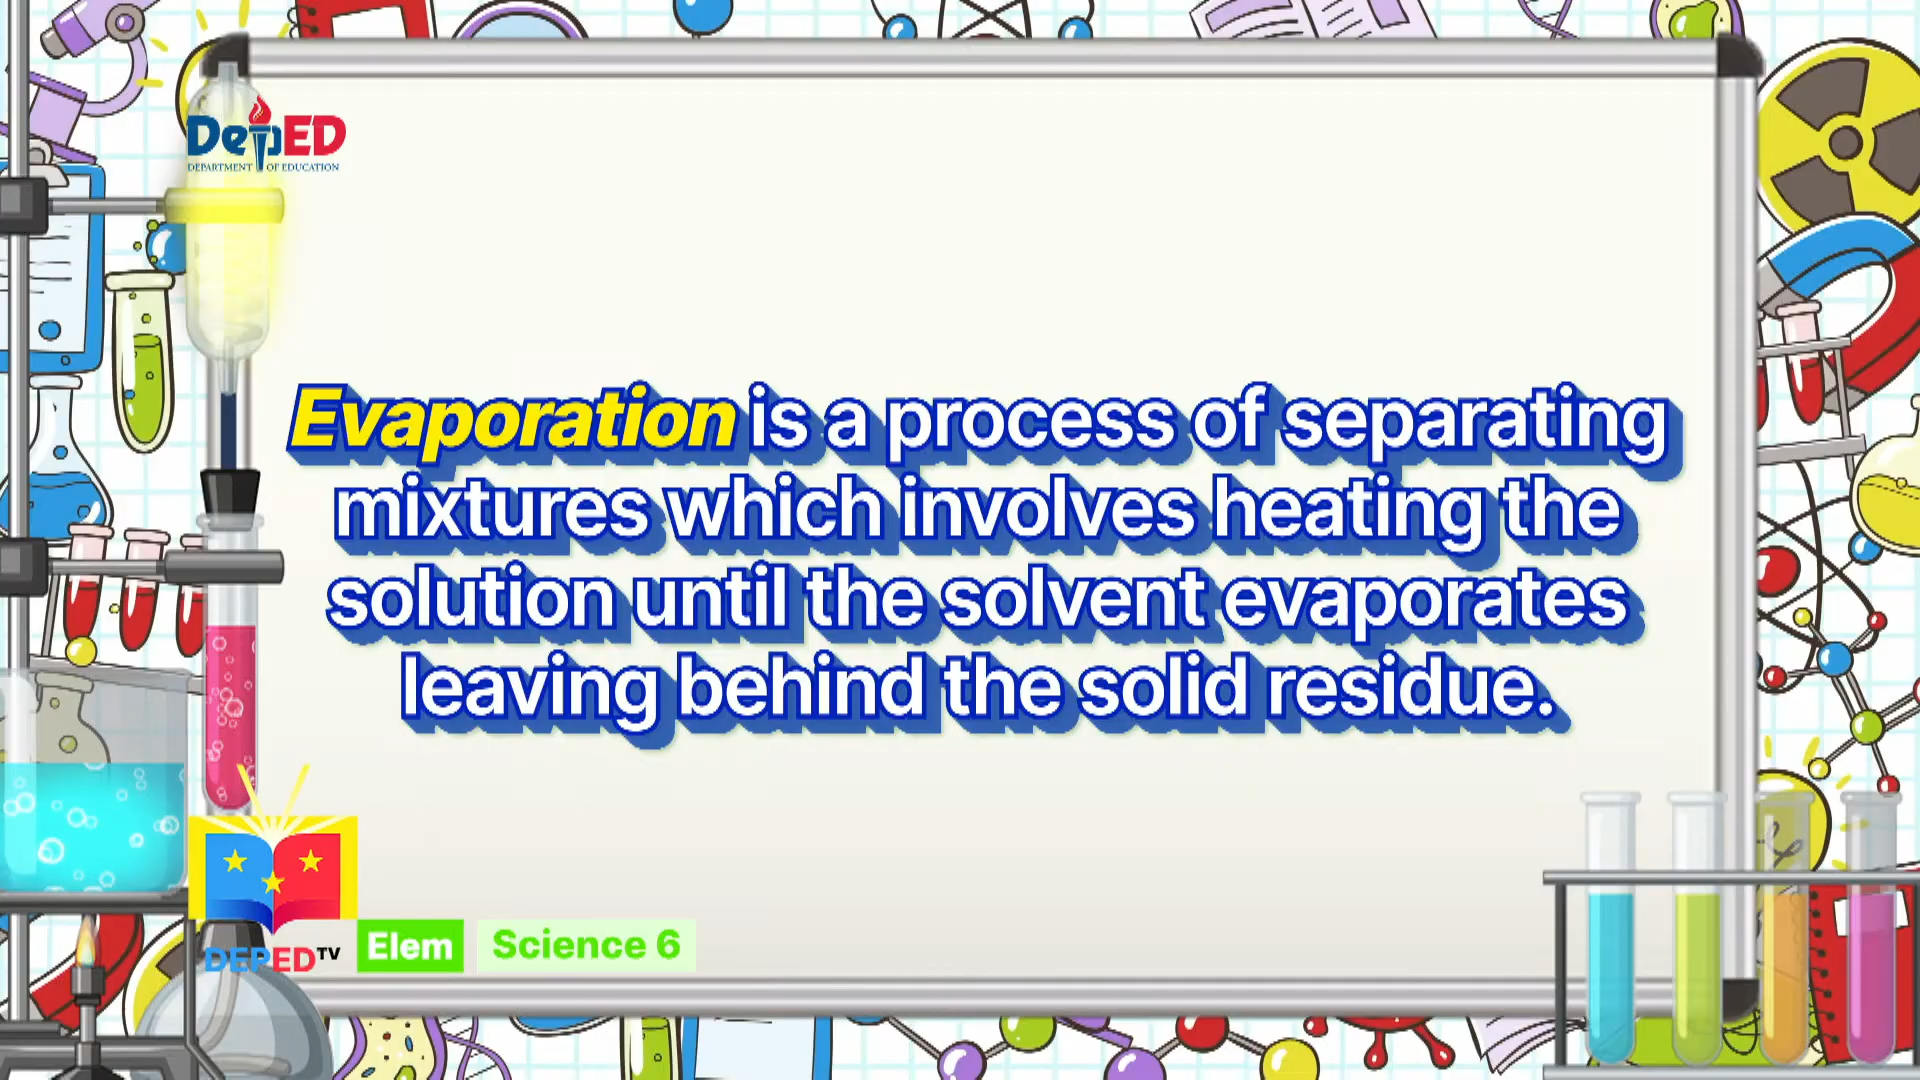 DepED
DEPARTMENT OF EDUCATION
Evaporation is a process of separating
mixtures which involves heating the
solution until the solvent evaporates
leaving behind the solid residue.
DEPED TV
Elem
Science 6